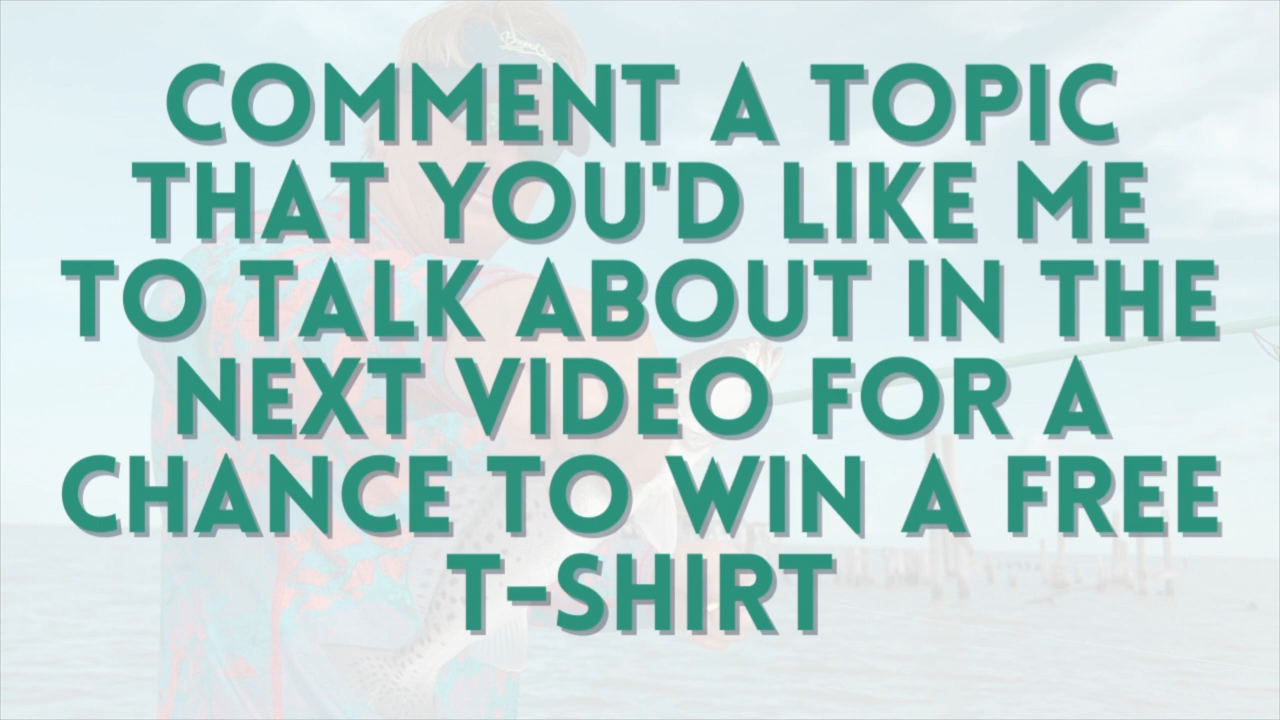 COMMENT A TOPIC
THAT YOU'D LIKE ME
TO TALK ABOUT IN THE
NEXT VIDEO FOR A
CHANCE TO WIN A FREE
T-SHIRT